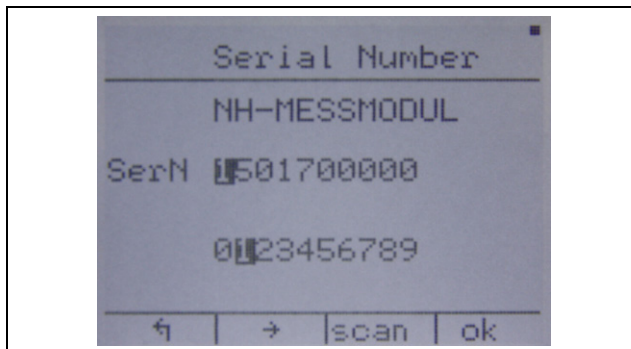 Serial Number
NH-MESSMODUL
SerN 1501700000
0123456789
↰ → scan ok